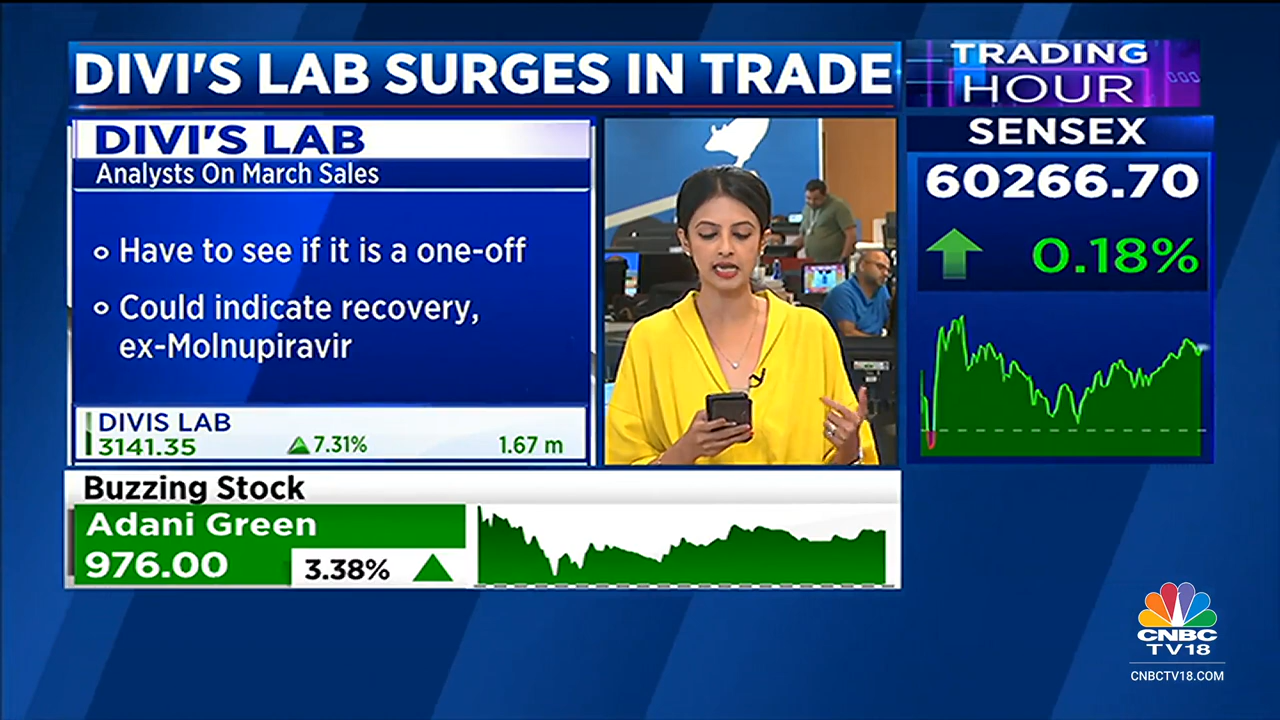 DIVI'S LAB SURGES IN TRADE
TRADING
HOUR
DIVI'S LAB
Analysts On March Sales
Have to see if it is a one-off
Could indicate recovery,
ex-Molnupiravir
DIVIS LAB
3141.35 7.31% 1.67 m
SENSEX
60266.70
0.18%
Buzzing Stock
Adani Green
976.00 3.38%
CNBC
TV18
CNBCTV18.COM